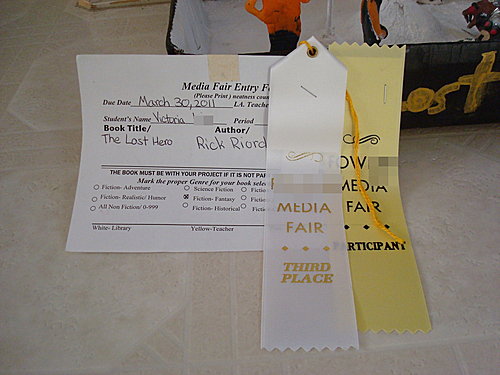 Media Fair Entry
(Please Print) neatness
Due Date March 30, 2011 LA. Teache
Student's Name Victoria Period
Book Title/ Author/
The Lost Hero Rick Riord
THE BOOK MUST BE WITH YOUR PROJECT IF IT IS NOT
Mark the proper Genre for your book
Fiction- Adventure Science Fiction
Fiction- Realistic/ Humor Fiction- Fantasy
All Non Fiction/ 0-999 Fiction- Historical
White- Library Yellow-Teacher
MEDIA
FAIR
THIRD
PLACE
MEDIA
FAIR
PARTICIPANT